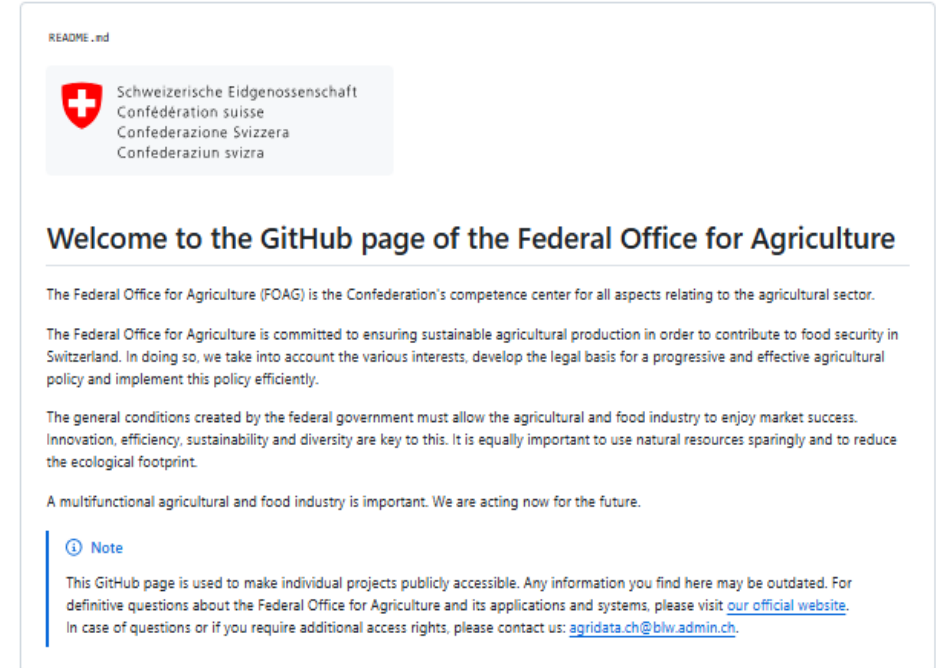 README.md
Schweizerische Eidgenossenschaft
Confédération suisse
Confederazione Svizzera
Confederaziun svizra
Welcome to the GitHub page of the Federal Office for Agriculture
The Federal Office for Agriculture (FOAG) is the Confederation's competence center for all aspects relating to the agricultural sector.
The Federal Office for Agriculture is committed to ensuring sustainable agricultural production in order to contribute to food security in
Switzerland. In doing so, we take into account the various interests, develop the legal basis for a progressive and effective agricultural
policy and implement this policy efficiently.
The general conditions created by the federal government must allow the agricultural and food industry to enjoy market success.
Innovation, efficiency, sustainability and diversity are key to this. It is equally important to use natural resources sparingly and to reduce
the ecological footprint.
A multifunctional agricultural and food industry is important. We are acting now for the future.
Note
This GitHub page is used to make individual projects publicly accessible. Any information you find here may be outdated. For
definitive questions about the Federal Office for Agriculture and its applications and systems, please visit our official website.
In case of questions or if you require additional access rights, please contact us: agridata.ch@blw.admin.ch.